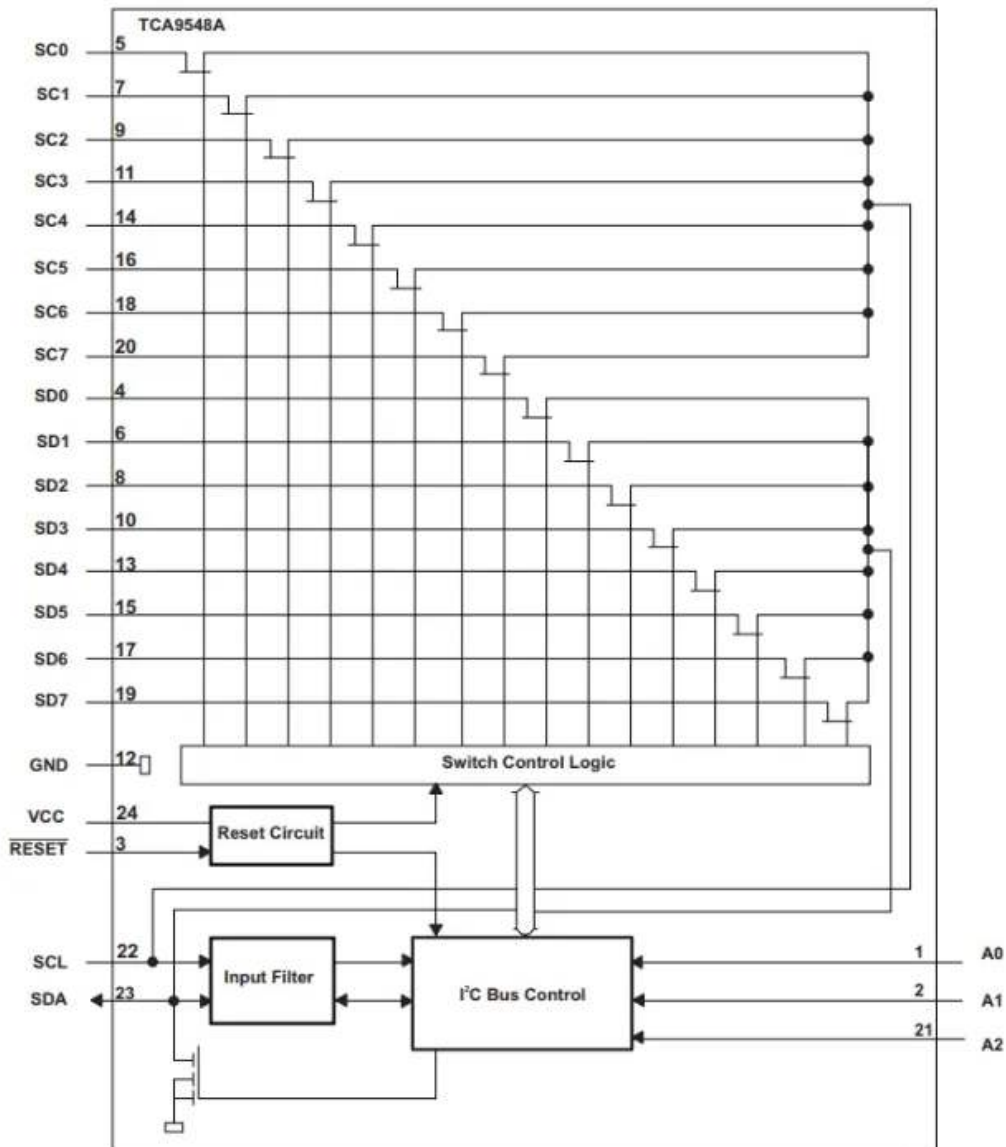 TCA9548A
SC0 5
SC1 7
SC2 9
SC3 11
SC4 14
SC5 16
SC6 18
SC7 20
SD0 4
SD1 6
SD2 8
SD3 10
SD4 13
SD5 15
SD6 17
SD7 19
GND 12
Switch Control Logic
VCC 24
RESET 3
Reset Circuit
SCL 22
SDA 23
Input Filter
I²C Bus Control
1 A0
2 A1
21 A2